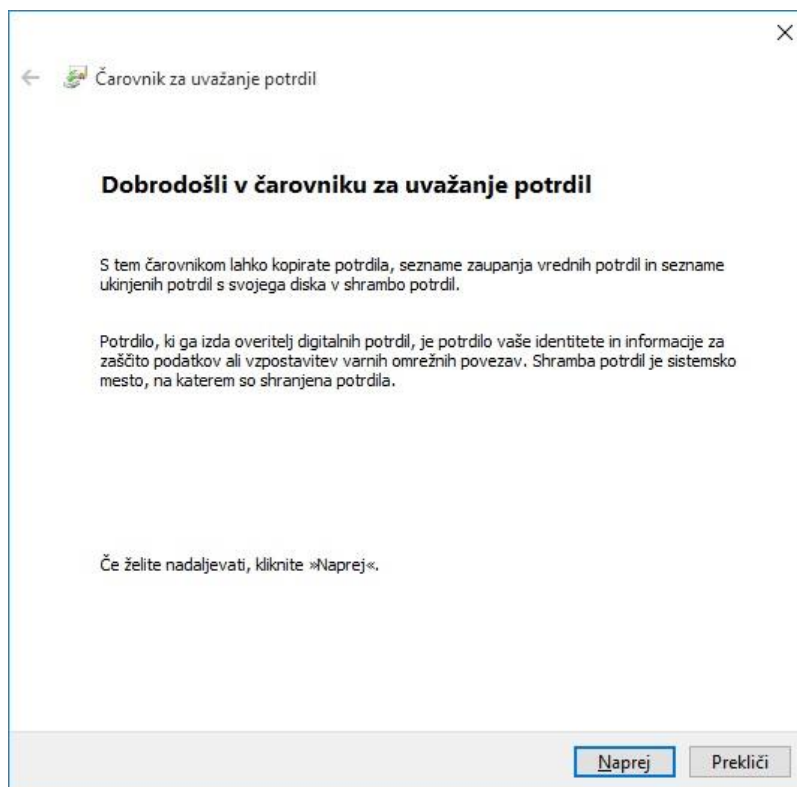 Čarovnik za uvažanje potrdil
Dobrodošli v čarovniku za uvažanje potrdil
S tem čarovnikom lahko kopirate potrdila, sezname zaupanja vrednih potrdil in sezname
ukinjenih potrdil s svojega diska v shrambo potrdil.
Potrdilo, ki ga izda overitelj digitalnih potrdil, je potrdilo vaše identitete in informacije za
zaščito podatkov ali vzpostavitev varnih omrežnih povezav. Shramba potrdil je sistemsko
mesto, na katerem so shranjena potrdila.
Če želite nadaljevati, kliknite »Naprej«.
Naprej
Prekliči